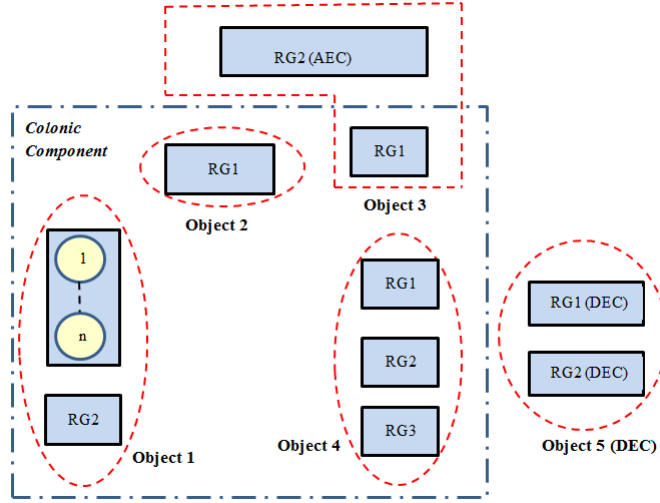 RG2 (AEC)
Colonic
Component
RG1
RG1
Object 2
Object 3
1
n
RG2
Object 1
RG1
RG2
RG3
Object 4
RG1 (DEC)
RG2 (DEC)
Object 5 (DEC)